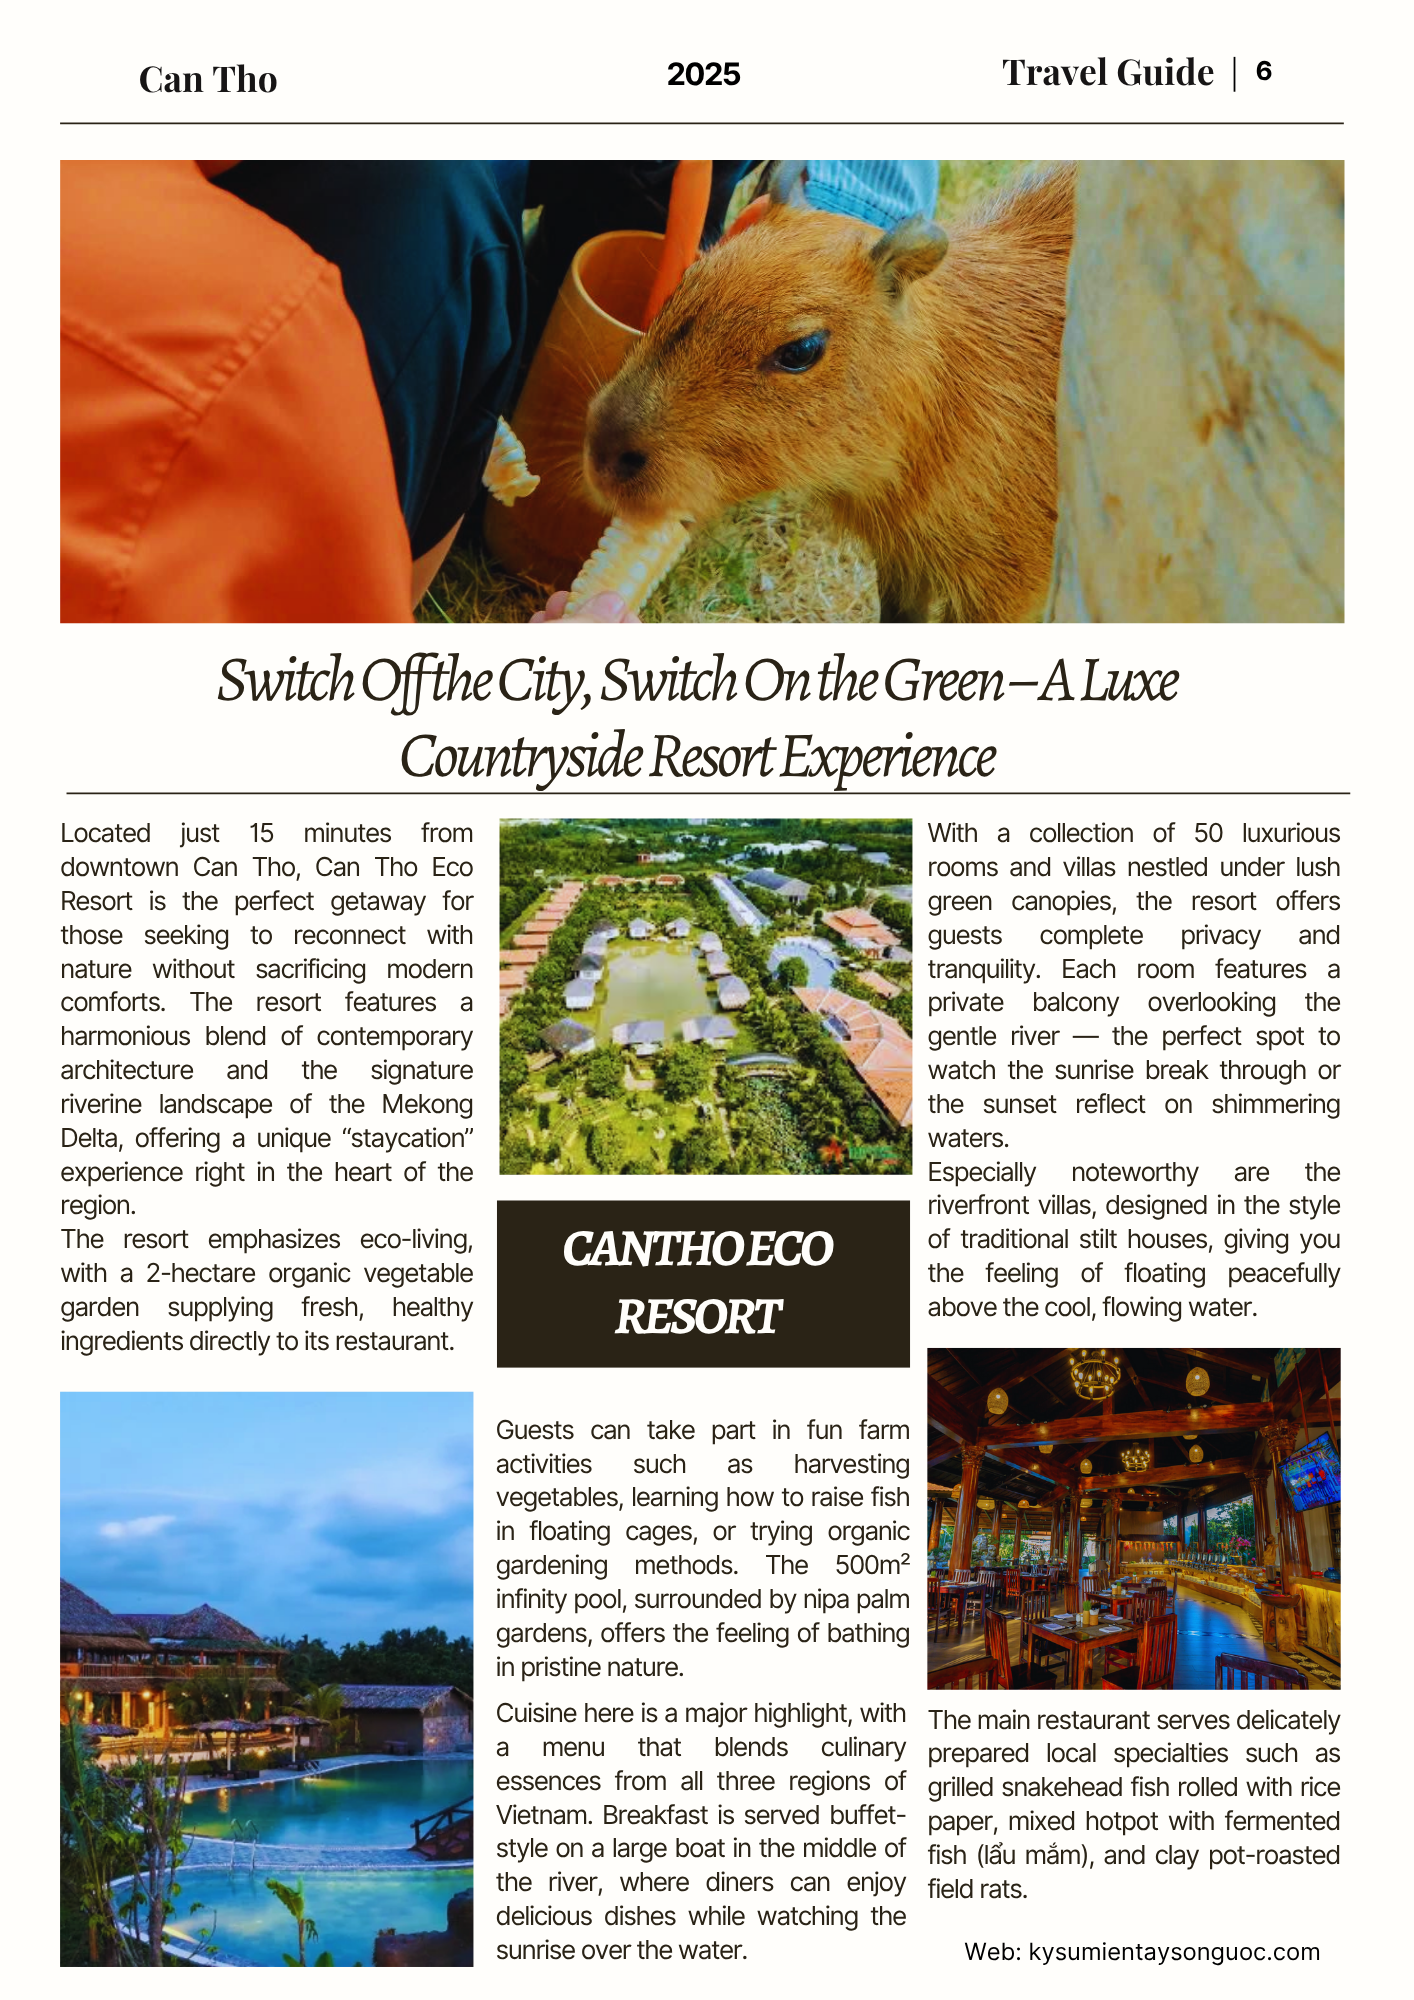 Can Tho
2025
Travel Guide | 6
Switch Off the City, Switch On the Green – A Luxe
Countryside Resort Experience
Located just 15 minutes from
downtown Can Tho, Can Tho Eco
Resort is the perfect getaway for
those seeking to reconnect with
nature without sacrificing modern
comforts. The resort features a
harmonious blend of contemporary
architecture and the signature
riverine landscape of the Mekong
Delta, offering a unique “staycation”
experience right in the heart of the
region.
The resort emphasizes eco-living,
with a 2-hectare organic vegetable
garden supplying fresh, healthy
ingredients directly to its restaurant.
CANTHO ECO
RESORT
Guests can take part in fun farm
activities such as harvesting
vegetables, learning how to raise fish
in floating cages, or trying organic
gardening methods. The 500m²
infinity pool, surrounded by nipa palm
gardens, offers the feeling of bathing
in pristine nature.
Cuisine here is a major highlight, with
a menu that blends culinary
essences from all three regions of
Vietnam. Breakfast is served buffet-
style on a large boat in the middle of
the river, where diners can enjoy
delicious dishes while watching the
sunrise over the water.
With a collection of 50 luxurious
rooms and villas nestled under lush
green canopies, the resort offers
guests complete privacy and
tranquility. Each room features a
private balcony overlooking the
gentle river — the perfect spot to
watch the sunrise break through or
the sunset reflect on shimmering
waters.
Especially noteworthy are the
riverfront villas, designed in the style
of traditional stilt houses, giving you
the feeling of floating peacefully
above the cool, flowing water.
The main restaurant serves delicately
prepared local specialties such as
grilled snakehead fish rolled with rice
paper, mixed hotpot with fermented
fish (lẩu mắm), and clay pot-roasted
field rats.
Web: kysumientaysonguoc.com